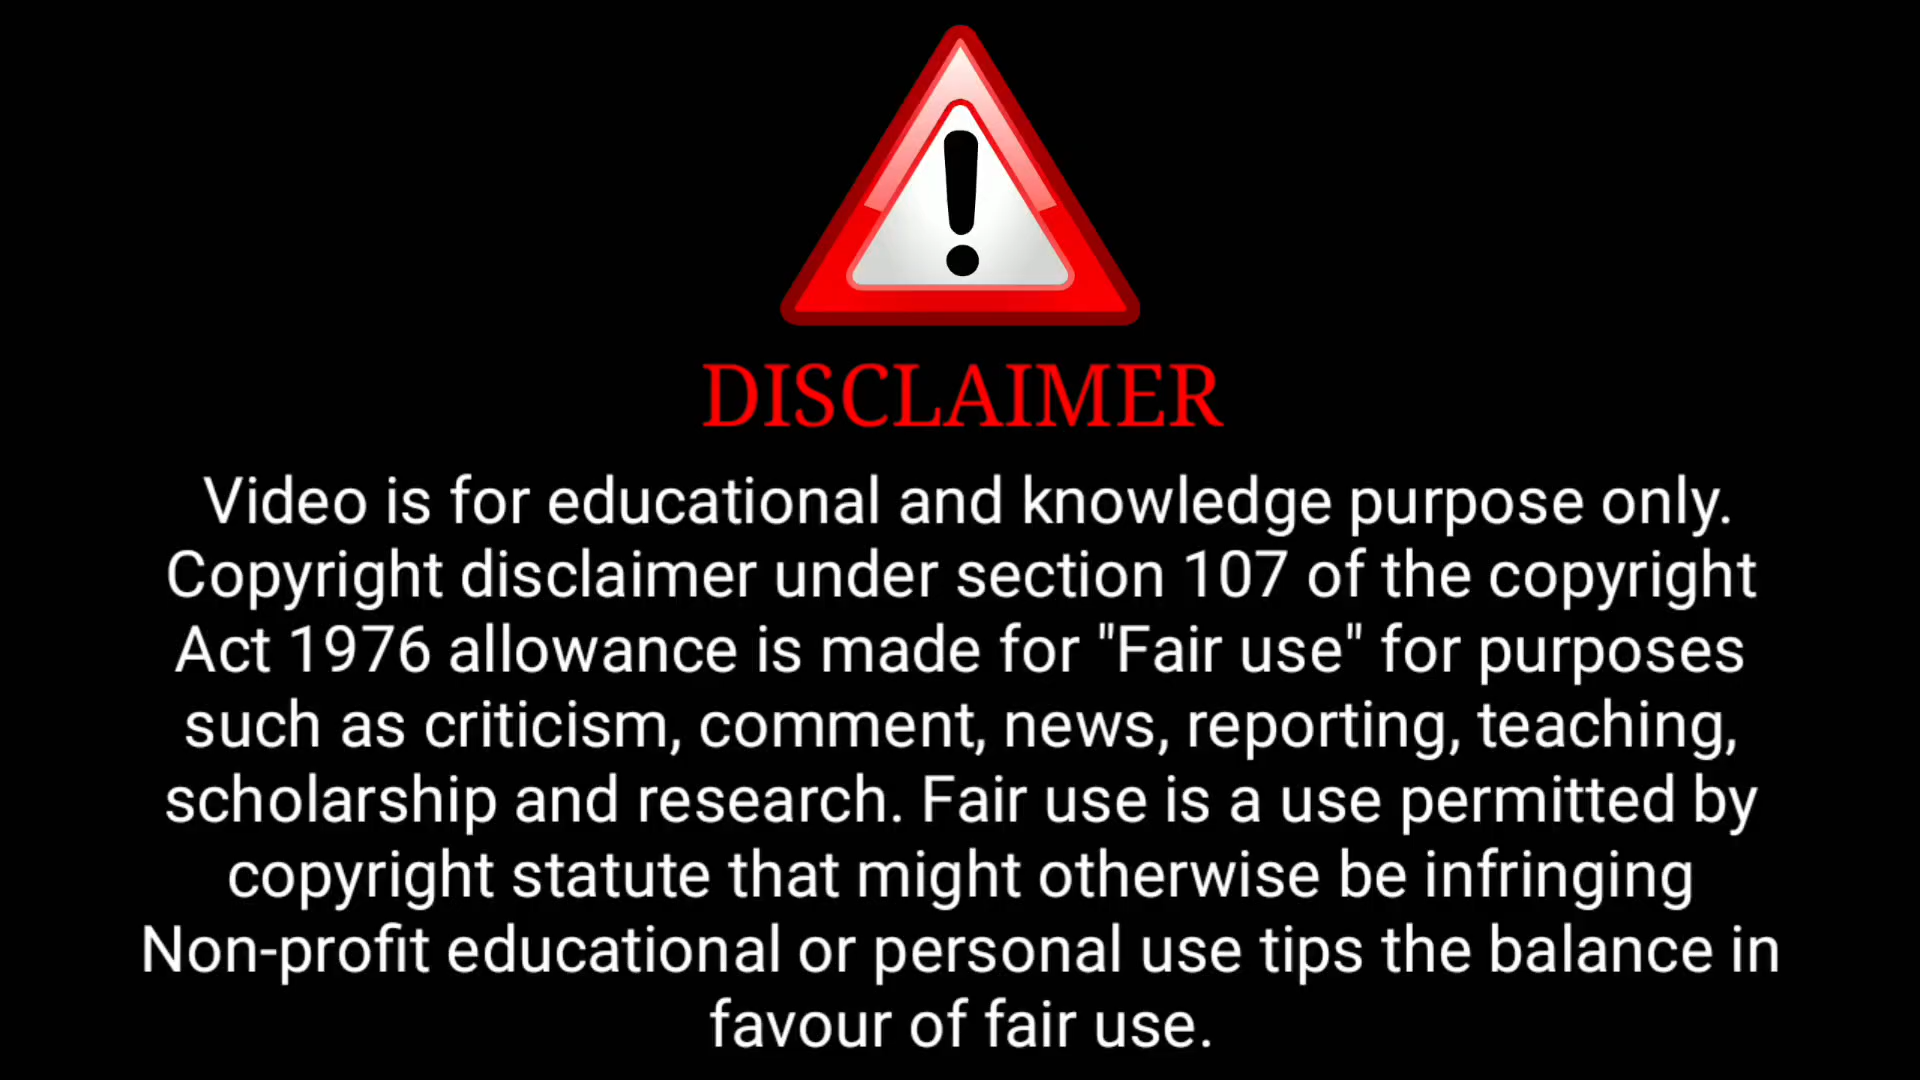 DISCLAIMER
Video is for educational and knowledge purpose only.
Copyright disclaimer under section 107 of the copyright
Act 1976 allowance is made for "Fair use" for purposes
such as criticism, comment, news, reporting, teaching,
scholarship and research. Fair use is a use permitted by
copyright statute that might otherwise be infringing
Non-profit educational or personal use tips the balance in
favour of fair use.